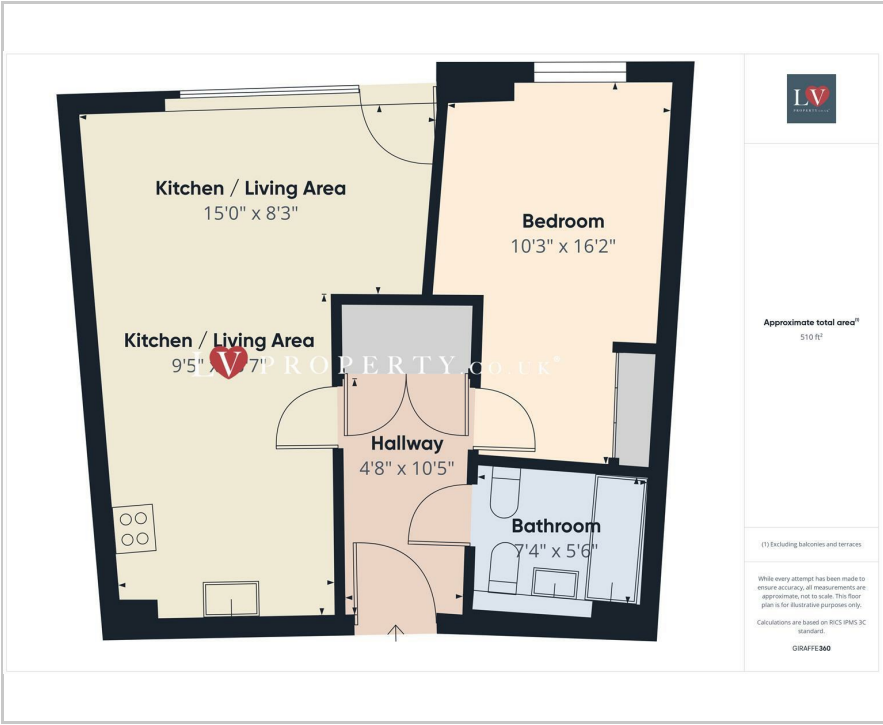 LV
PROPERTY.CO.UK
Kitchen / Living Area
15'0" x 8'3"
Bedroom
10'3" x 16'2"
Kitchen / Living Area
9'5" x 7"
LV PROPERTY.CO.UK
Hallway
4'8" x 10'5"
Bathroom
7'4" x 5'6"
Approximate total area(1)
510 ft²
(1) Excluding balconies and terraces
While every attempt has been made to
ensure accuracy, all measurements are
approximate, not to scale. This floor
plan is for illustrative purposes only.
Calculations are based on RICS IPMS 3C
standard.
GIRAFFE360